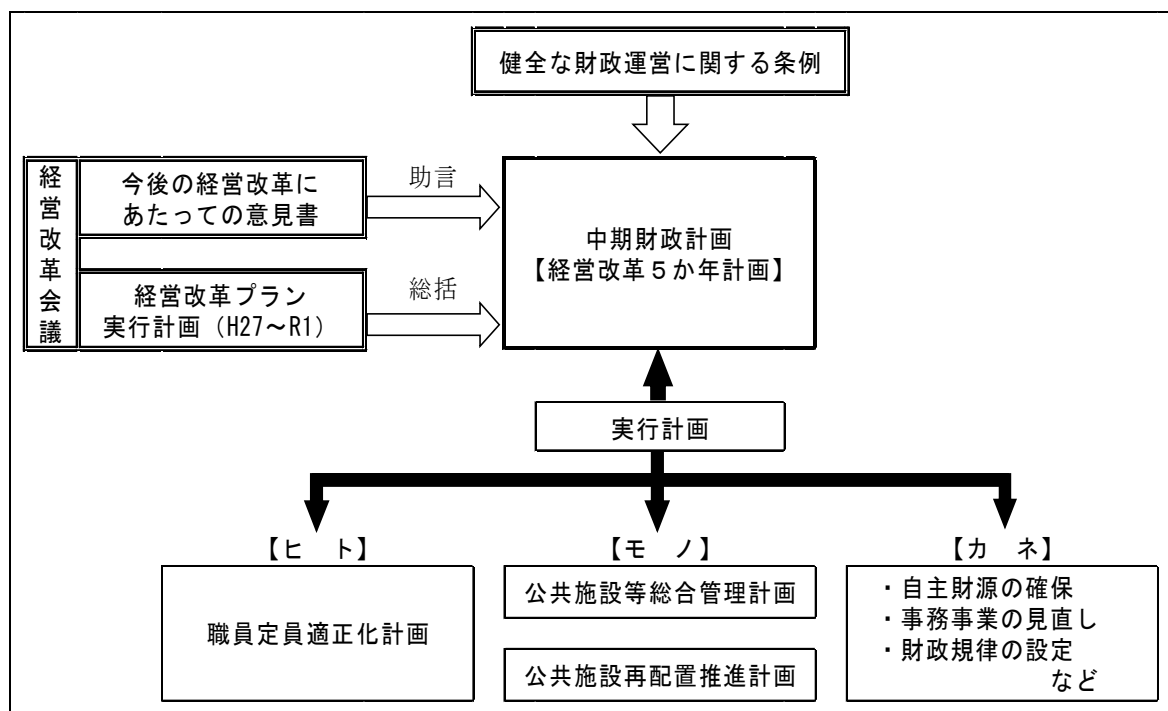 健全な財政運営に関する条例
経営改革会議
今後の経営改革に
あたっての意見書
助言
中期財政計画
【経営改革５か年計画】
経営改革プラン
実行計画（H27～R1）
総括
実行計画
【ヒ　ト】
職員定員適正化計画
【モ　ノ】
公共施設等総合管理計画
公共施設再配置推進計画
【カ　ネ】
・自主財源の確保
・事務事業の見直し
・財政規律の設定
など